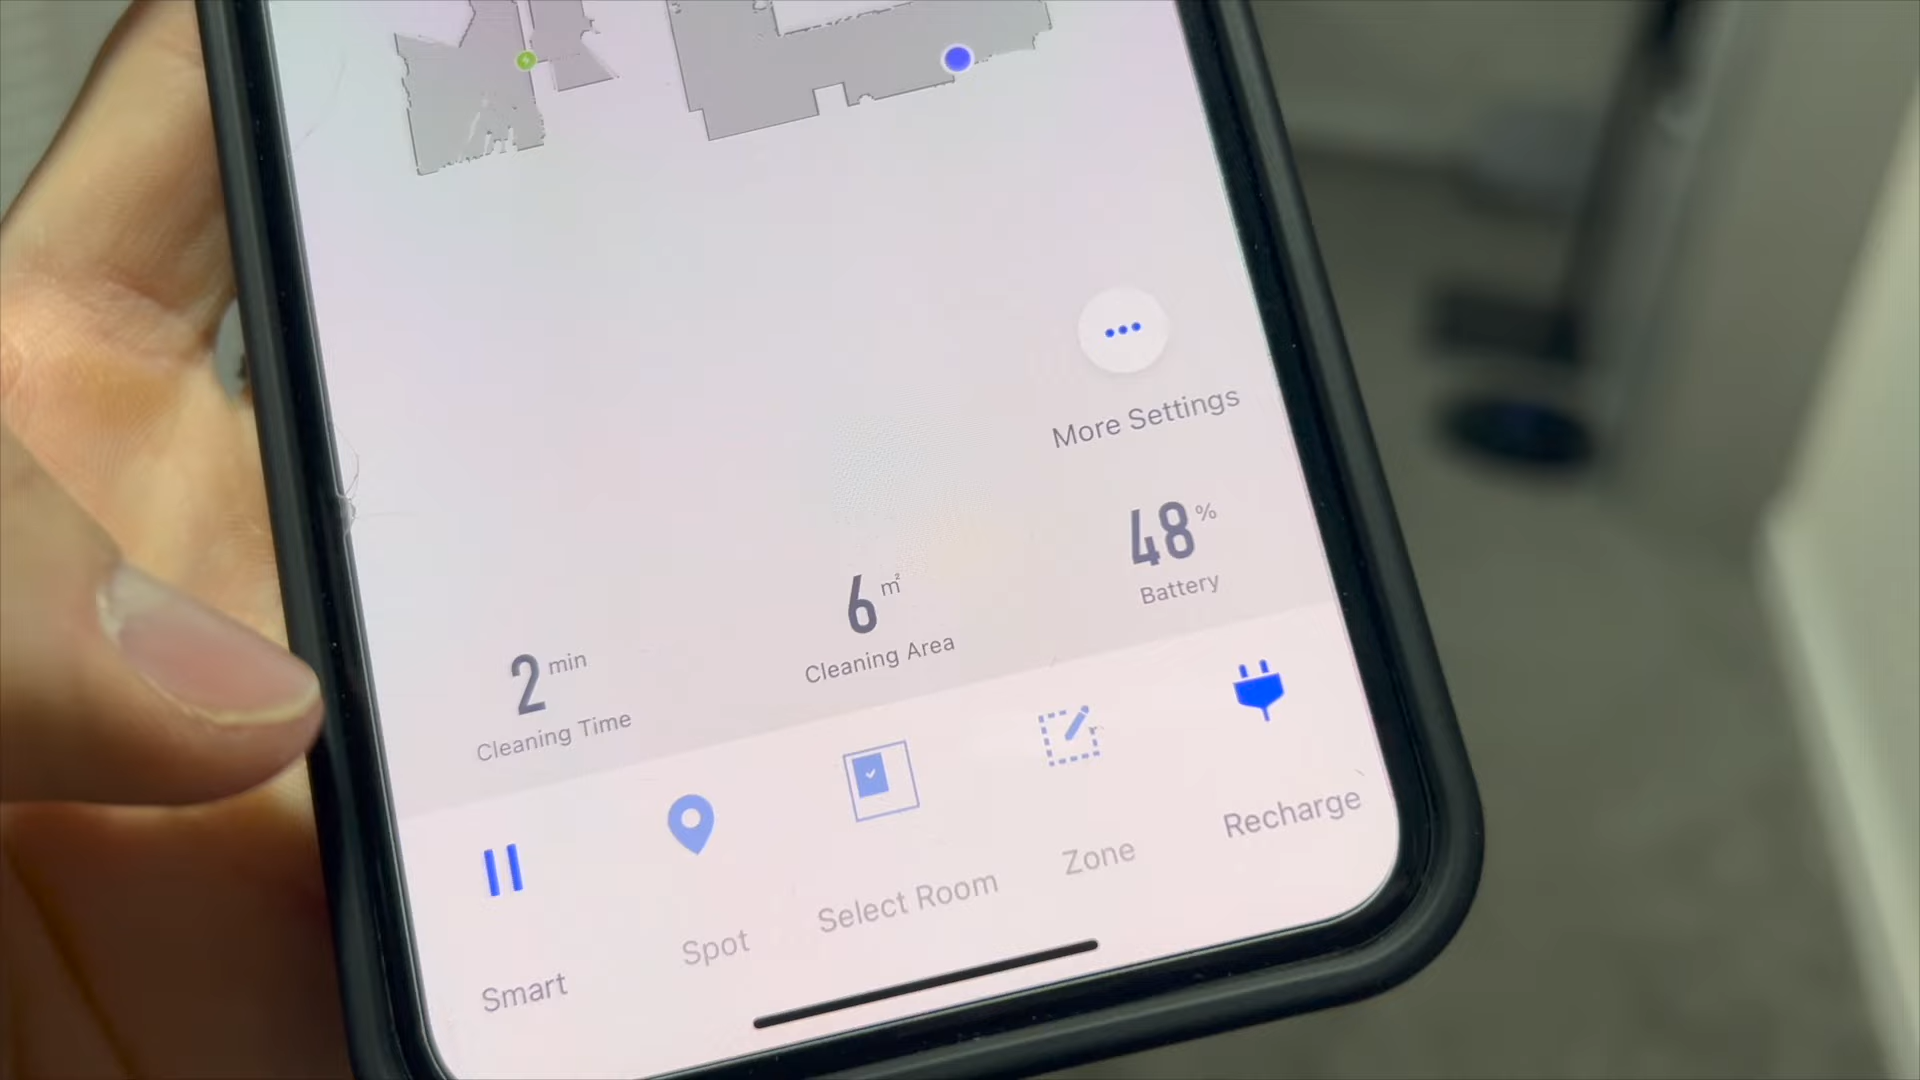 More Settings
48 %
Battery
6 m²
Cleaning Area
2 min
Cleaning Time
Smart
Spot
Select Room
Zone
Recharge